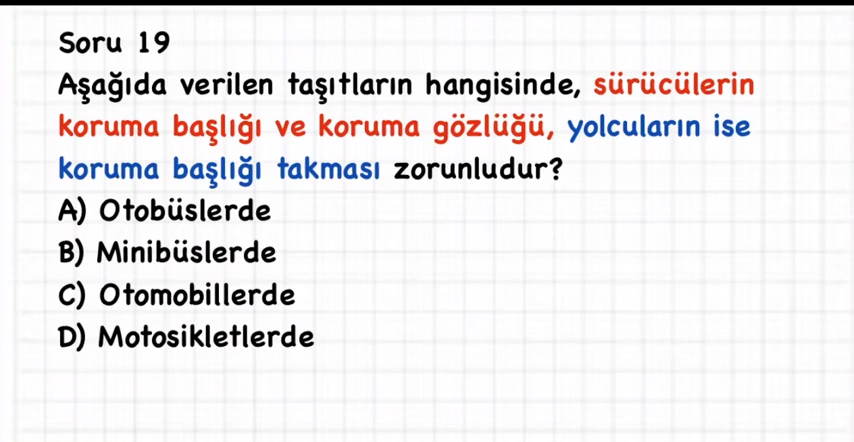 Soru 19
Aşağıda verilen taşıtların hangisinde, sürücülerin
koruma başlığı ve koruma gözlüğü, yolcuların ise
koruma başlığı takması zorunludur?
A) Otobüslerde
B) Minibüslerde
C) Otomobillerde
D) Motosikletlerde